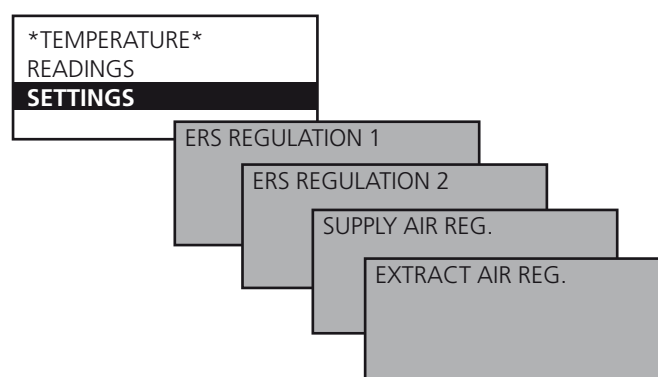 *TEMPERATURE*
READINGS
SETTINGS
ERS REGULATION 1
ERS REGULATION 2
SUPPLY AIR REG.
EXTRACT AIR REG.